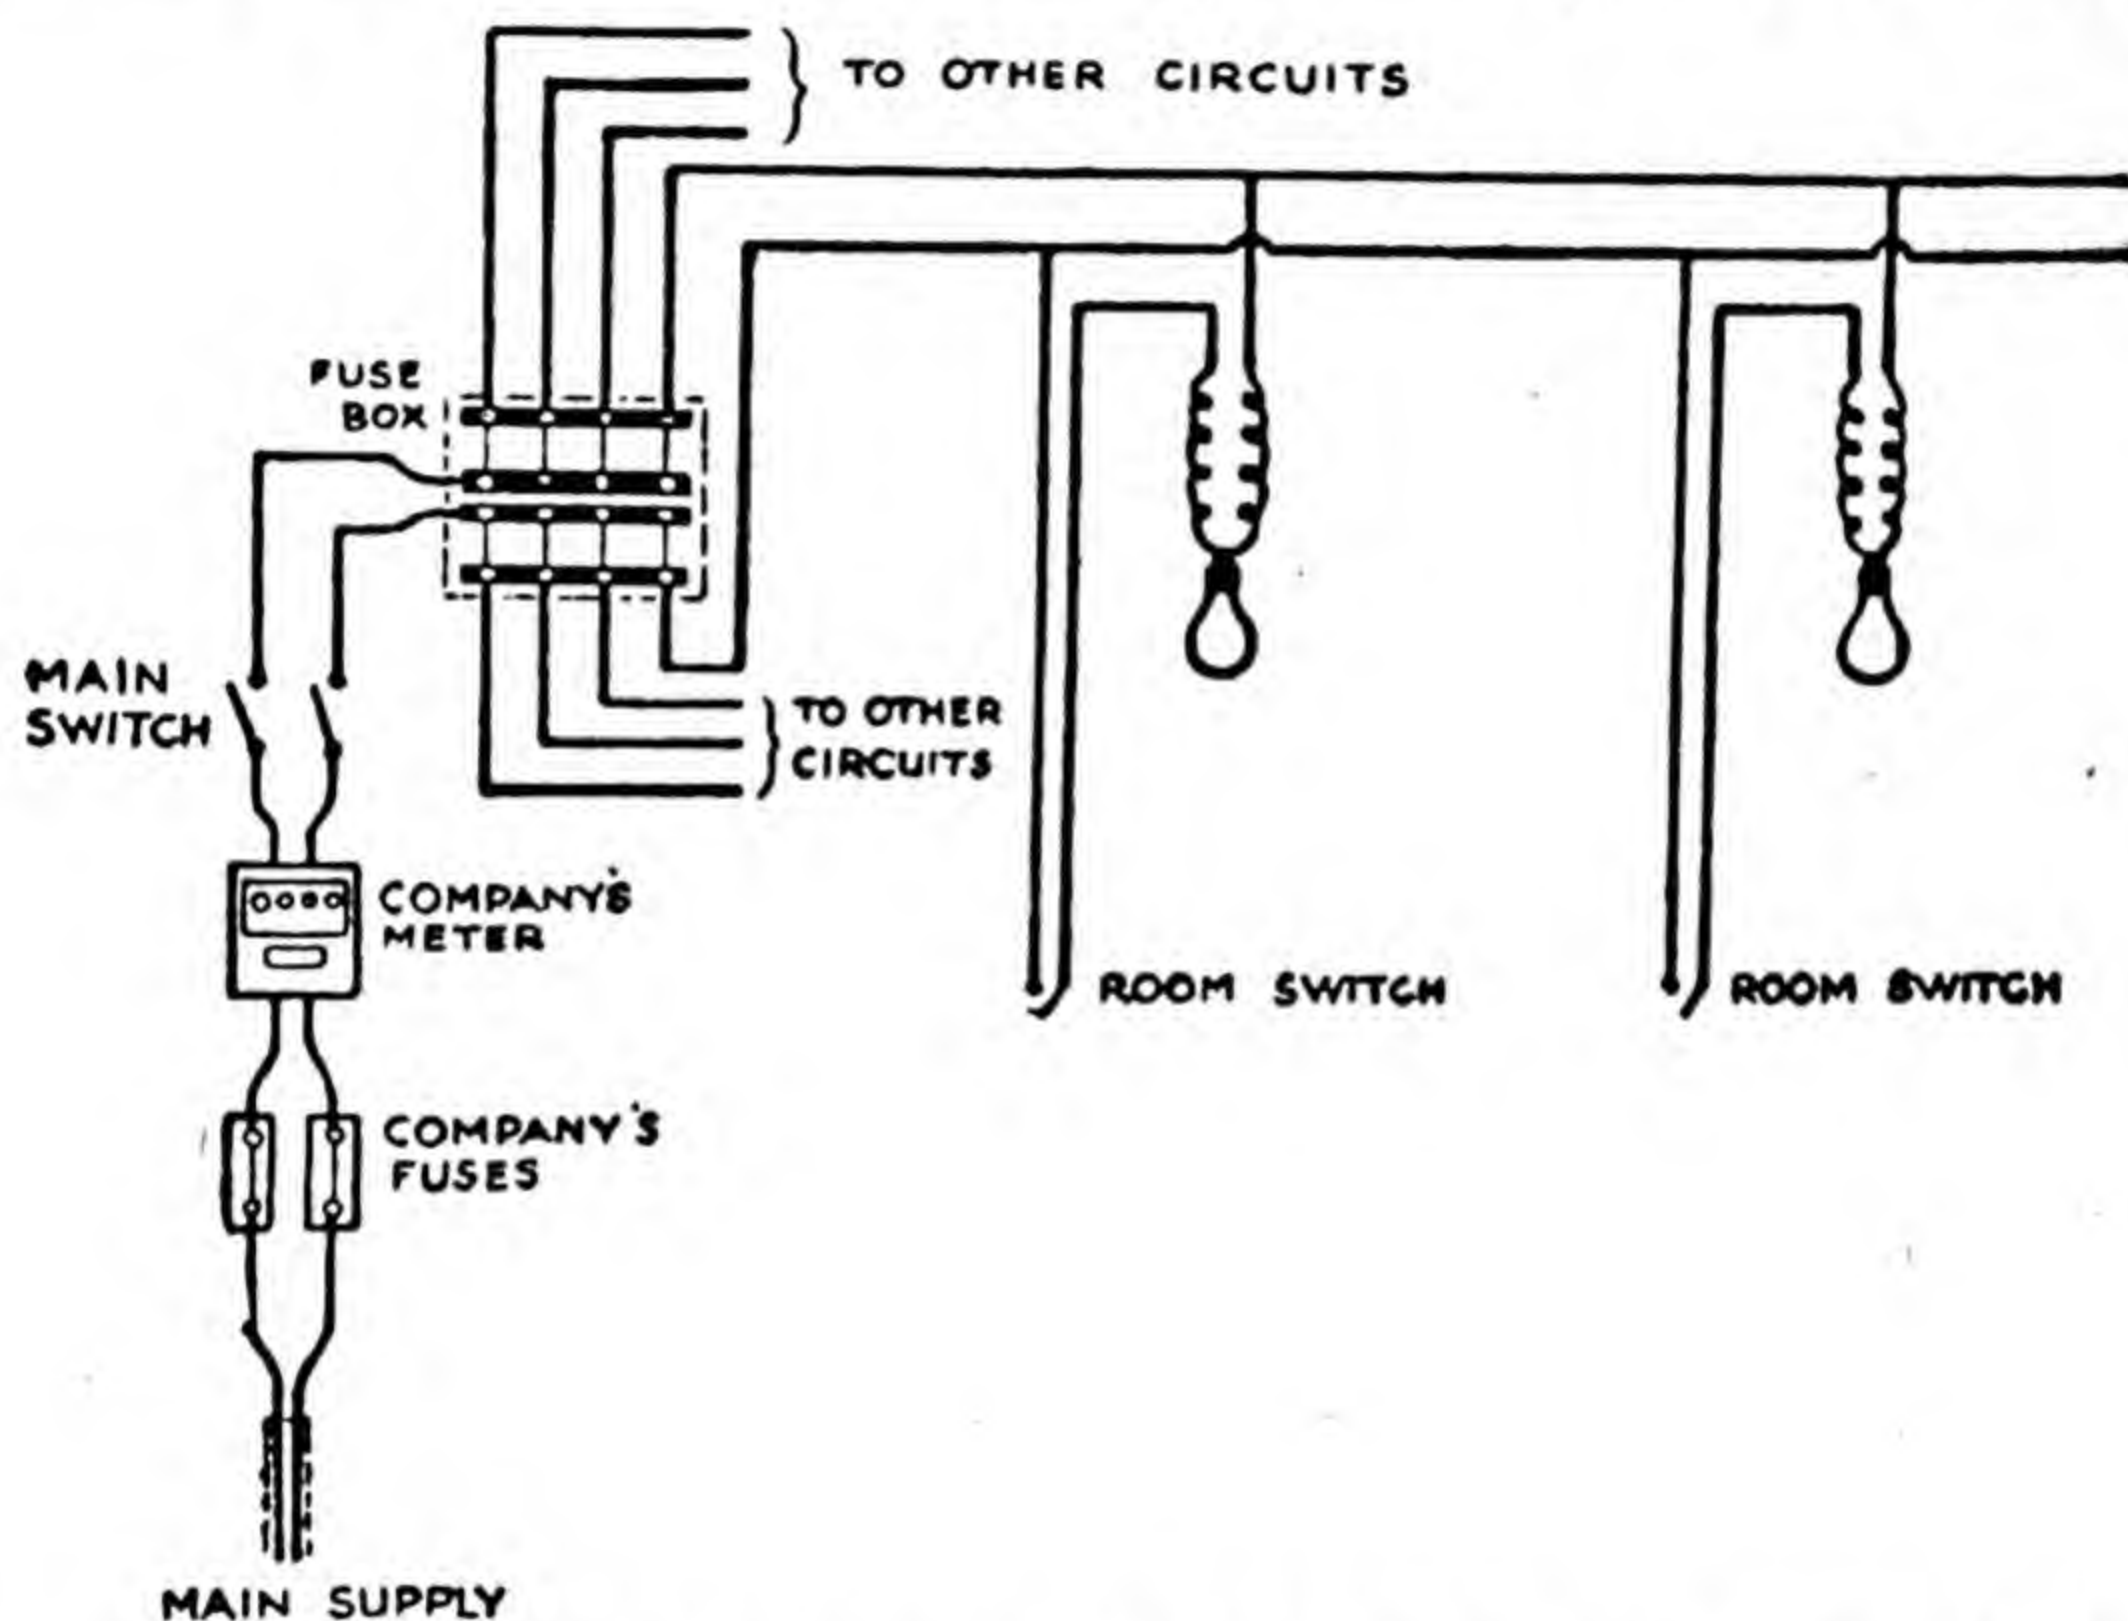 TO OTHER CIRCUITS
FUSE
BOX
MAIN
SWITCH
TO OTHER
CIRCUITS
COMPANY'S
METER
ROOM SWITCH
ROOM SWITCH
COMPANY'S
FUSES
MAIN SUPPLY